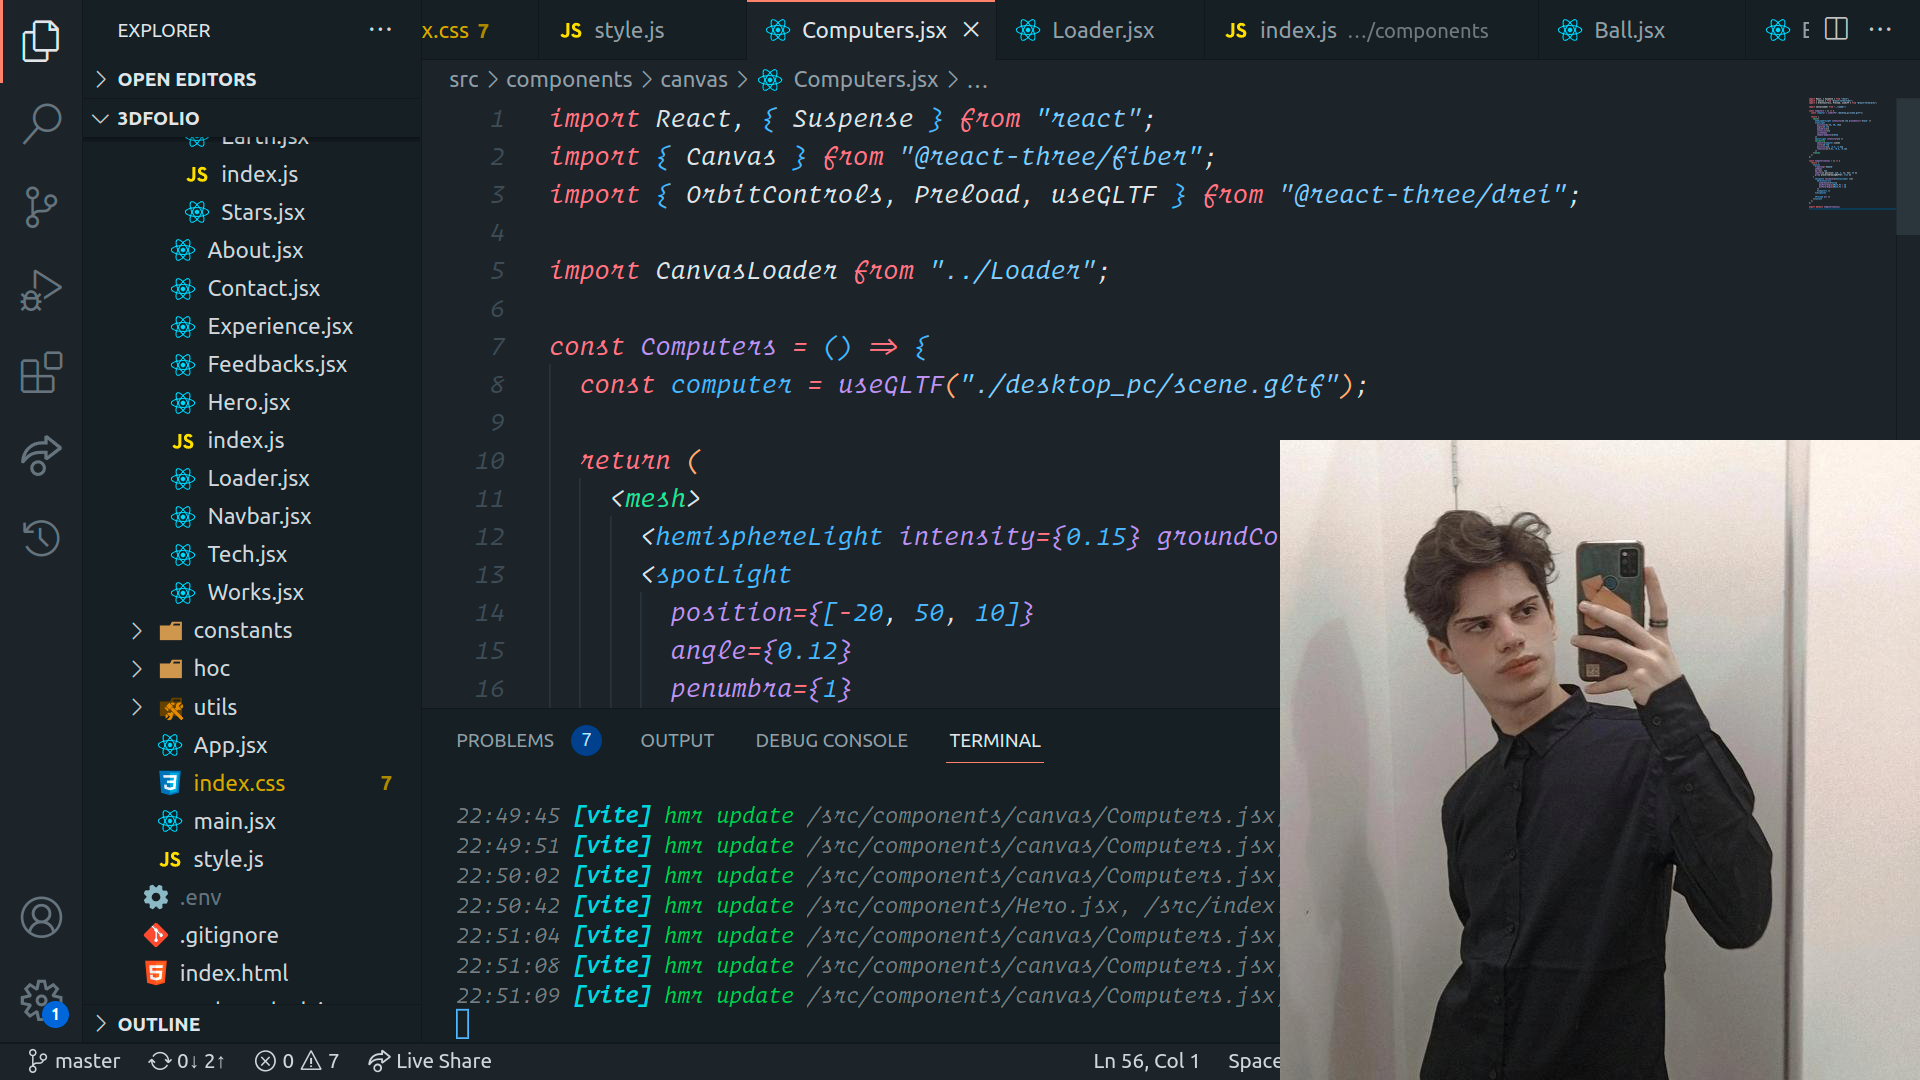 EXPLORER
OPEN EDITORS
3DFOLIO
Earth.jsx
JS index.js
Stars.jsx
About.jsx
Contact.jsx
Experience.jsx
Feedbacks.jsx
Hero.jsx
JS index.js
Loader.jsx
Navbar.jsx
Tech.jsx
Works.jsx
constants
hoc
utils
App.jsx
index.css 7
main.jsx
JS style.js
.env
.gitignore
index.html
OUTLINE
1
x.css 7 JS style.js Computers.jsx Loader.jsx JS index.js .../components Ball.jsx E
src > components > canvas > Computers.jsx > ...
1 import React, { Suspense } from "react";
2 import { Canvas } from "@react-three/fiber";
3 import { OrbitControls, Preload, useGLTF } from "@react-three/drei";
4
5 import CanvasLoader from "../Loader";
6
7 const Computers = () => {
8 const computer = useGLTF("./desktop_pc/scene.gltf");
9
10 return (
11 <mesh>
12 <hemisphereLight intensity={0.15} groundCo
13 <spotLight
14 position={[-20, 50, 10]}
15 angle={0.12}
16 penumbra={1}
PROBLEMS 7 OUTPUT DEBUG CONSOLE TERMINAL
22:49:45 [vite] hmr update /src/components/canvas/Computers.jsx,
22:49:51 [vite] hmr update /src/components/canvas/Computers.jsx,
22:50:02 [vite] hmr update /src/components/canvas/Computers.jsx,
22:50:42 [vite] hmr update /src/components/Hero.jsx, /src/index
22:51:04 [vite] hmr update /src/components/canvas/Computers.jsx,
22:51:08 [vite] hmr update /src/components/canvas/Computers.jsx,
22:51:09 [vite] hmr update /src/components/canvas/Computers.jsx,
master 0↓ 2↑ 0 7 Live Share Ln 56, Col 1 Space